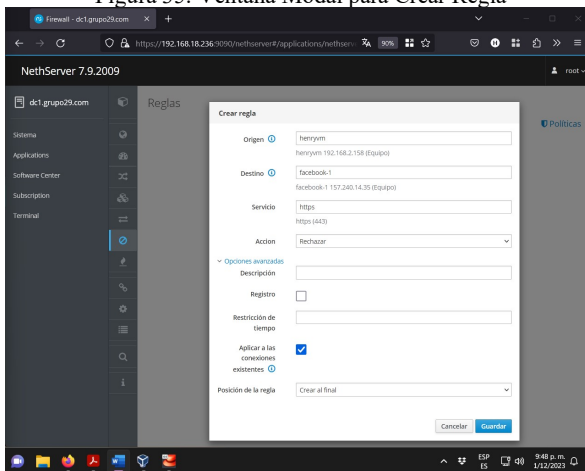 Figura 35: Ventana Modal para Crear Regla
Firewall - dc1.grupo29.com
https://192.168.18.236:9090/nethserver#/applications/nethserv
90%
NethServer 7.9.2009
root
dc1.grupo29.com
Sistema
Applications
Software Center
Subscription
Terminal
Reglas
Políticas
Crear regla
Origen
henryvm
henryvm 192.168.2.158 (Equipo)
Destino
facebook-1
facebook-1 157.240.14.35 (Equipo)
Servicio
https
https (443)
Accion
Rechazar
Opciones avanzadas
Descripción
Registro
Restricción de
tiempo
Aplicar a las
conexiones
existentes
Posición de la regla
Crear al final
Cancelar
Guardar
ESP
ES
9:48 p. m.
1/12/2023